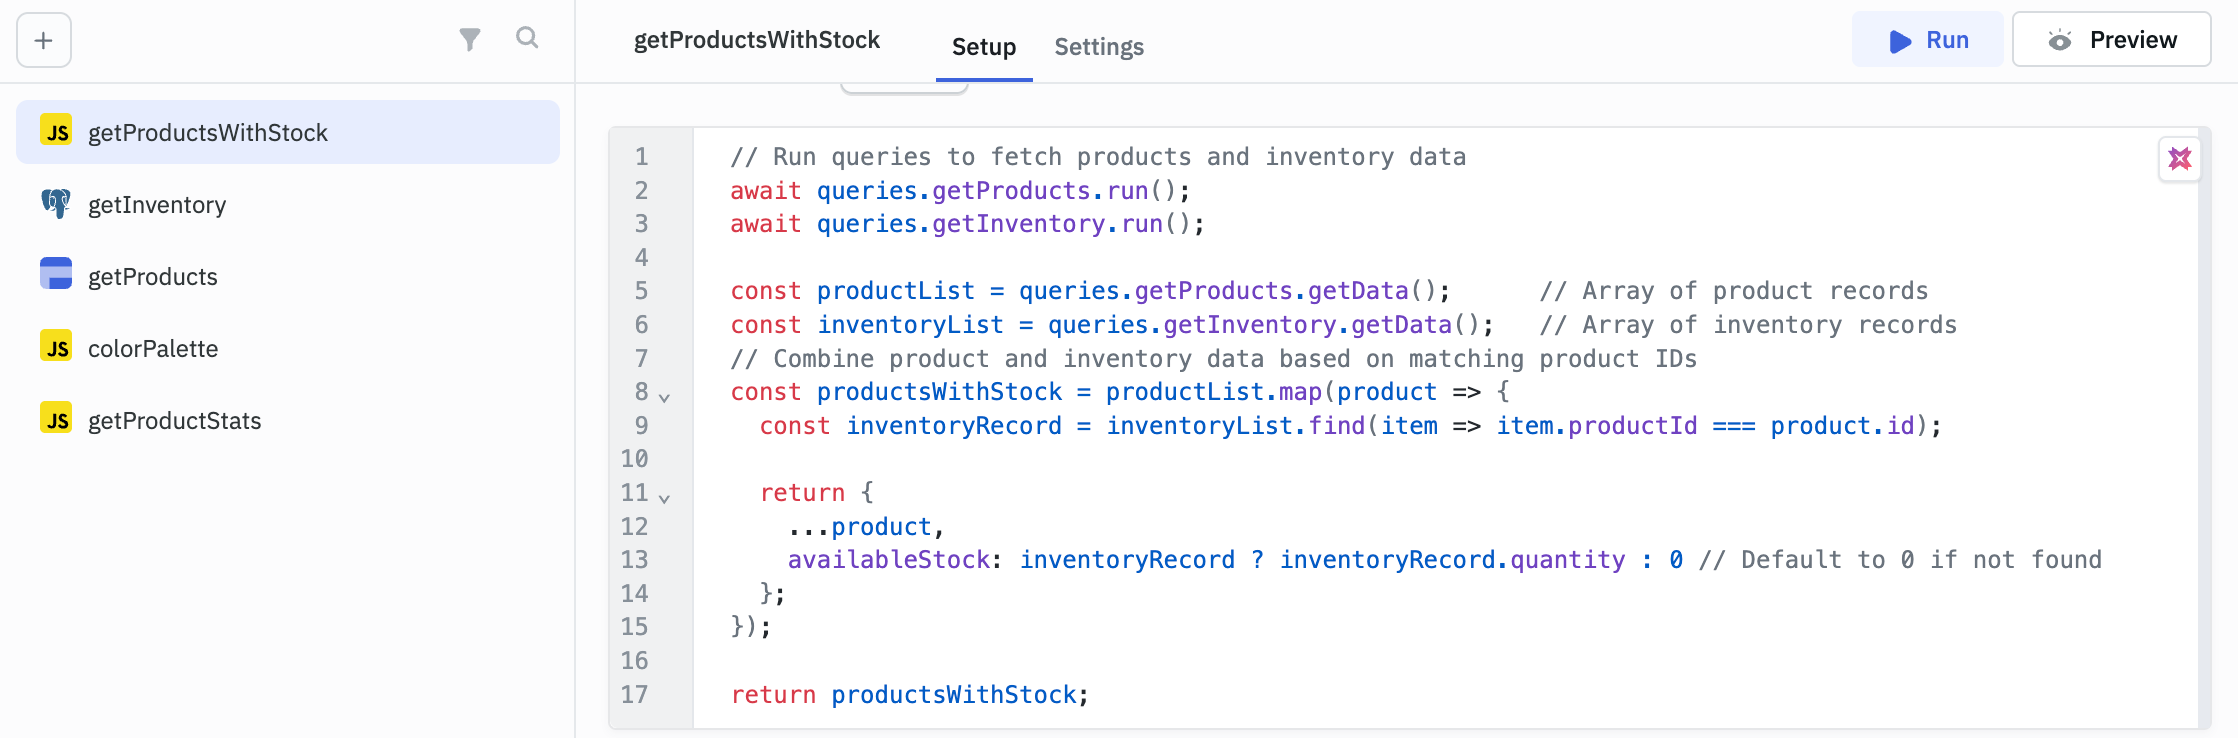 +
getProductsWithStock Setup Settings Run Preview
JS getProductsWithStock
getInventory
getProducts
JS colorPalette
JS getProductStats
1 // Run queries to fetch products and inventory data
2 await queries.getProducts.run();
3 await queries.getInventory.run();
4
5 const productList = queries.getProducts.getData();      // Array of product records
6 const inventoryList = queries.getInventory.getData();   // Array of inventory records
7 // Combine product and inventory data based on matching product IDs
8 const productsWithStock = productList.map(product => {
9   const inventoryRecord = inventoryList.find(item => item.productId === product.id);
10
11   return {
12     ...product,
13     availableStock: inventoryRecord ? inventoryRecord.quantity : 0 // Default to 0 if not found
14   };
15 });
16
17 return productsWithStock;